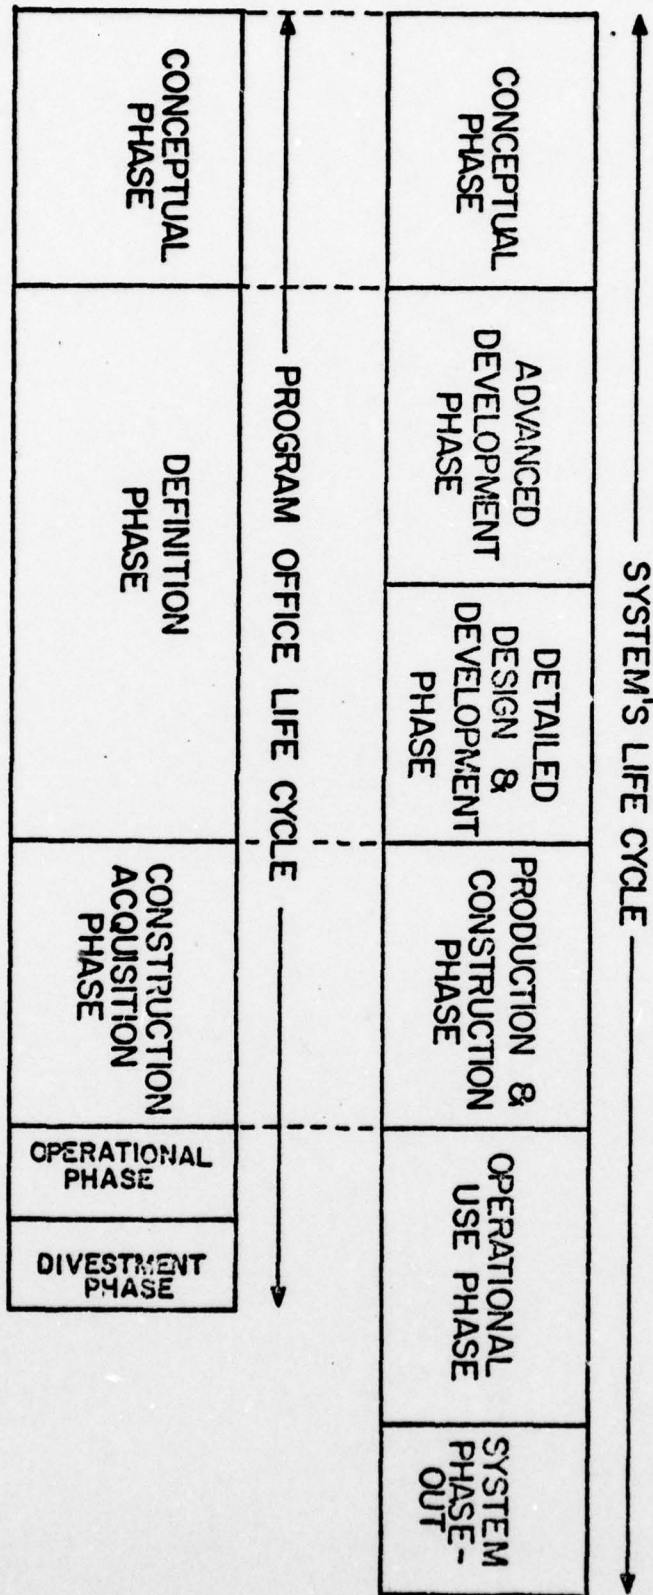 SYSTEM'S LIFE CYCLE
CONCEPTUAL
PHASE
ADVANCED
DEVELOPMENT
PHASE
DETAILED
DESIGN &
DEVELOPMENT
PHASE
PRODUCTION &
CONSTRUCTION
PHASE
OPERATIONAL
USE PHASE
SYSTEM
PHASE-
OUT
PROGRAM OFFICE LIFE CYCLE
CONCEPTUAL
PHASE
DEFINITION
PHASE
CONSTRUCTION
ACQUISITION
PHASE
OPERATIONAL
PHASE
DIVESTMENT
PHASE